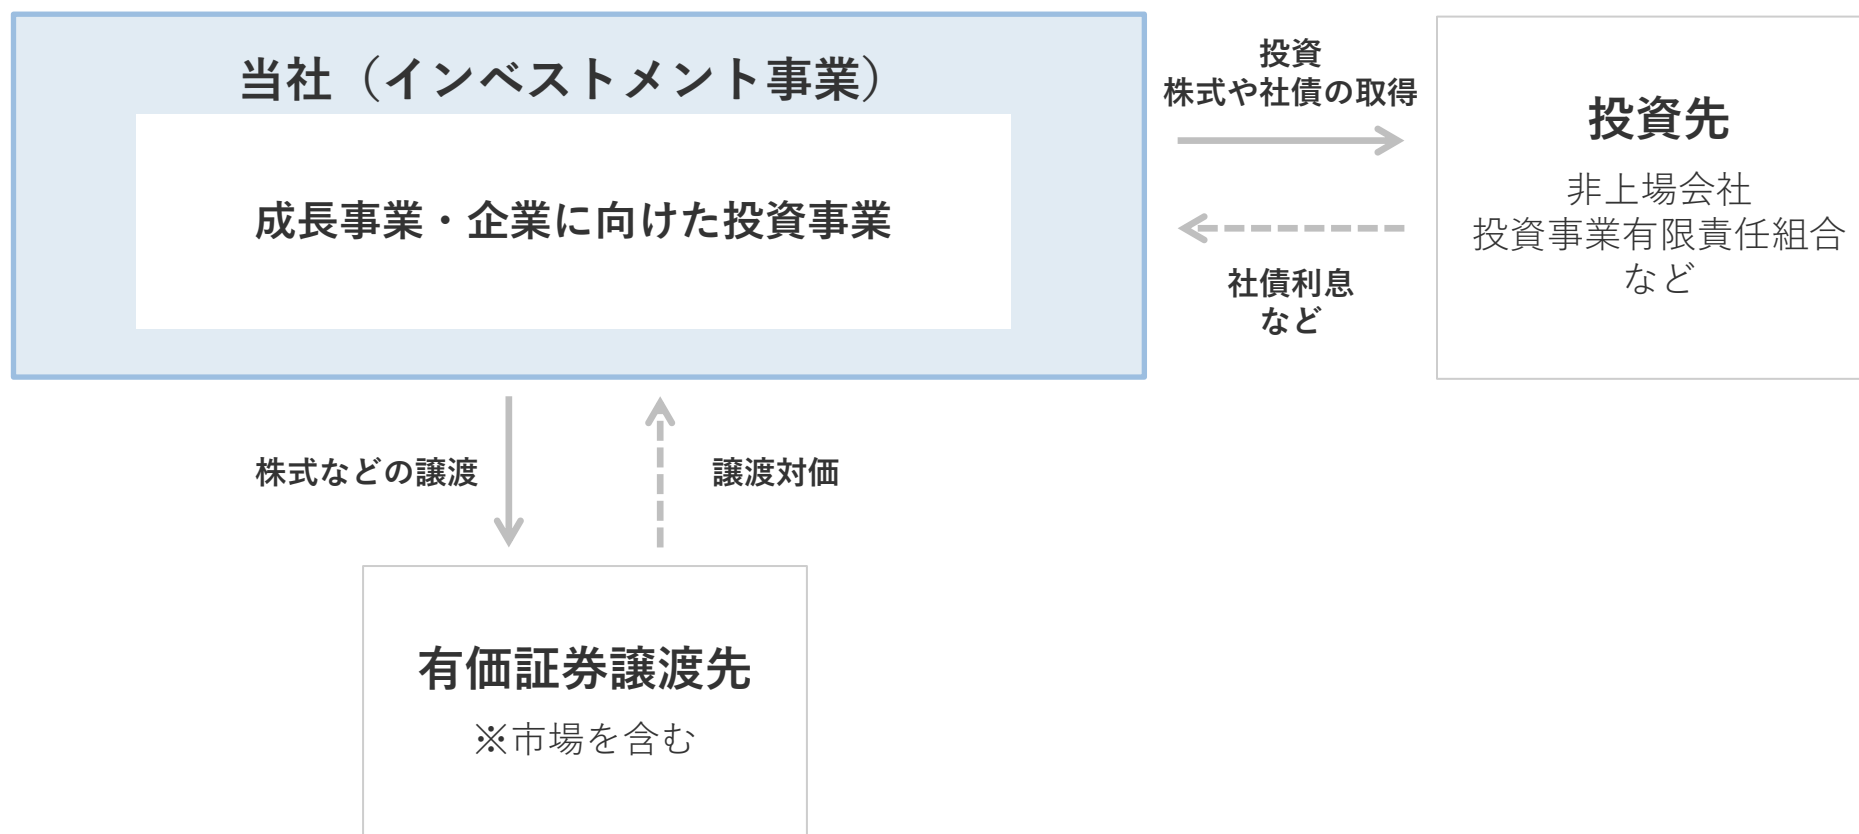 当社（インベストメント事業）
成長事業・企業に向けた投資事業
投資
株式や社債の取得
社債利息
など
投資先
非上場会社
投資事業有限責任組合
など
株式などの譲渡
譲渡対価
有価証券譲渡先
※市場を含む